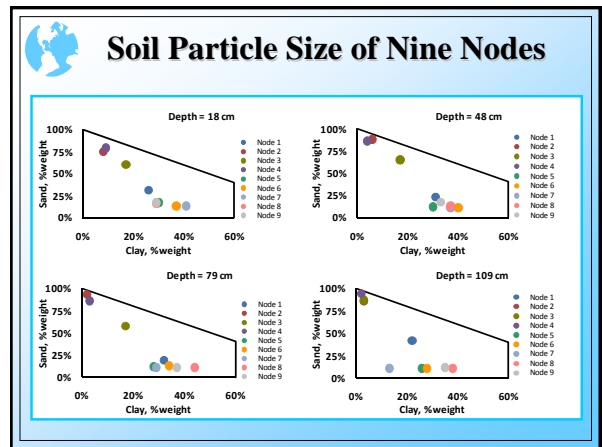 Soil Particle Size of Nine Nodes
Depth = 18 cm
Sand, %weight
100%
75%
50%
25%
0%
0% 20% 40% 60%
Clay, %weight
Node 1
Node 2
Node 3
Node 4
Node 5
Node 6
Node 7
Node 8
Node 9
Depth = 48 cm
Sand, %weight
100%
75%
50%
25%
0%
0% 20% 40% 60%
Clay, %weight
Node 1
Node 2
Node 3
Node 4
Node 5
Node 6
Node 7
Node 8
Node 9
Depth = 79 cm
Sand, %weight
100%
75%
50%
25%
0%
0% 20% 40% 60%
Clay, %weight
Node 1
Node 2
Node 3
Node 4
Node 5
Node 6
Node 7
Node 8
Node 9
Depth = 109 cm
Sand, %weight
100%
75%
50%
25%
0%
0% 20% 40% 60%
Clay, %weight
Node 1
Node 2
Node 3
Node 4
Node 5
Node 6
Node 7
Node 8
Node 9